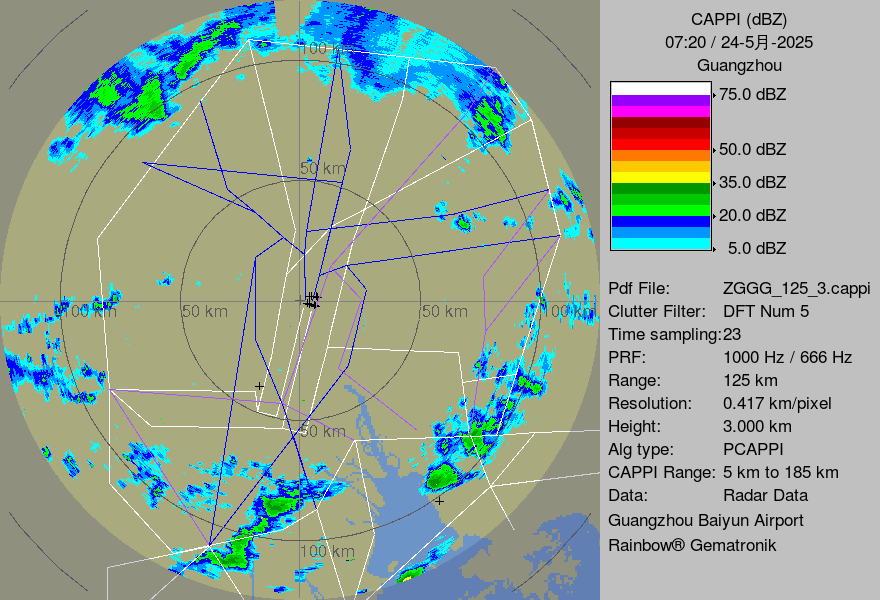 CAPPI (dBZ)
07:20 / 24-5月-2025
Guangzhou
75.0 dBZ
50.0 dBZ
35.0 dBZ
20.0 dBZ
5.0 dBZ
Pdf File: ZGGG_125_3.cappi
Clutter Filter: DFT Num 5
Time sampling:23
PRF: 1000 Hz / 666 Hz
Range: 125 km
Resolution: 0.417 km/pixel
Height: 3.000 km
Alg type: PCAPPI
CAPPI Range: 5 km to 185 km
Data: Radar Data
Guangzhou Baiyun Airport
Rainbow® Gematronik
100 km
50 km
100 km
50 km
50 km
100 km
50 km
100 km